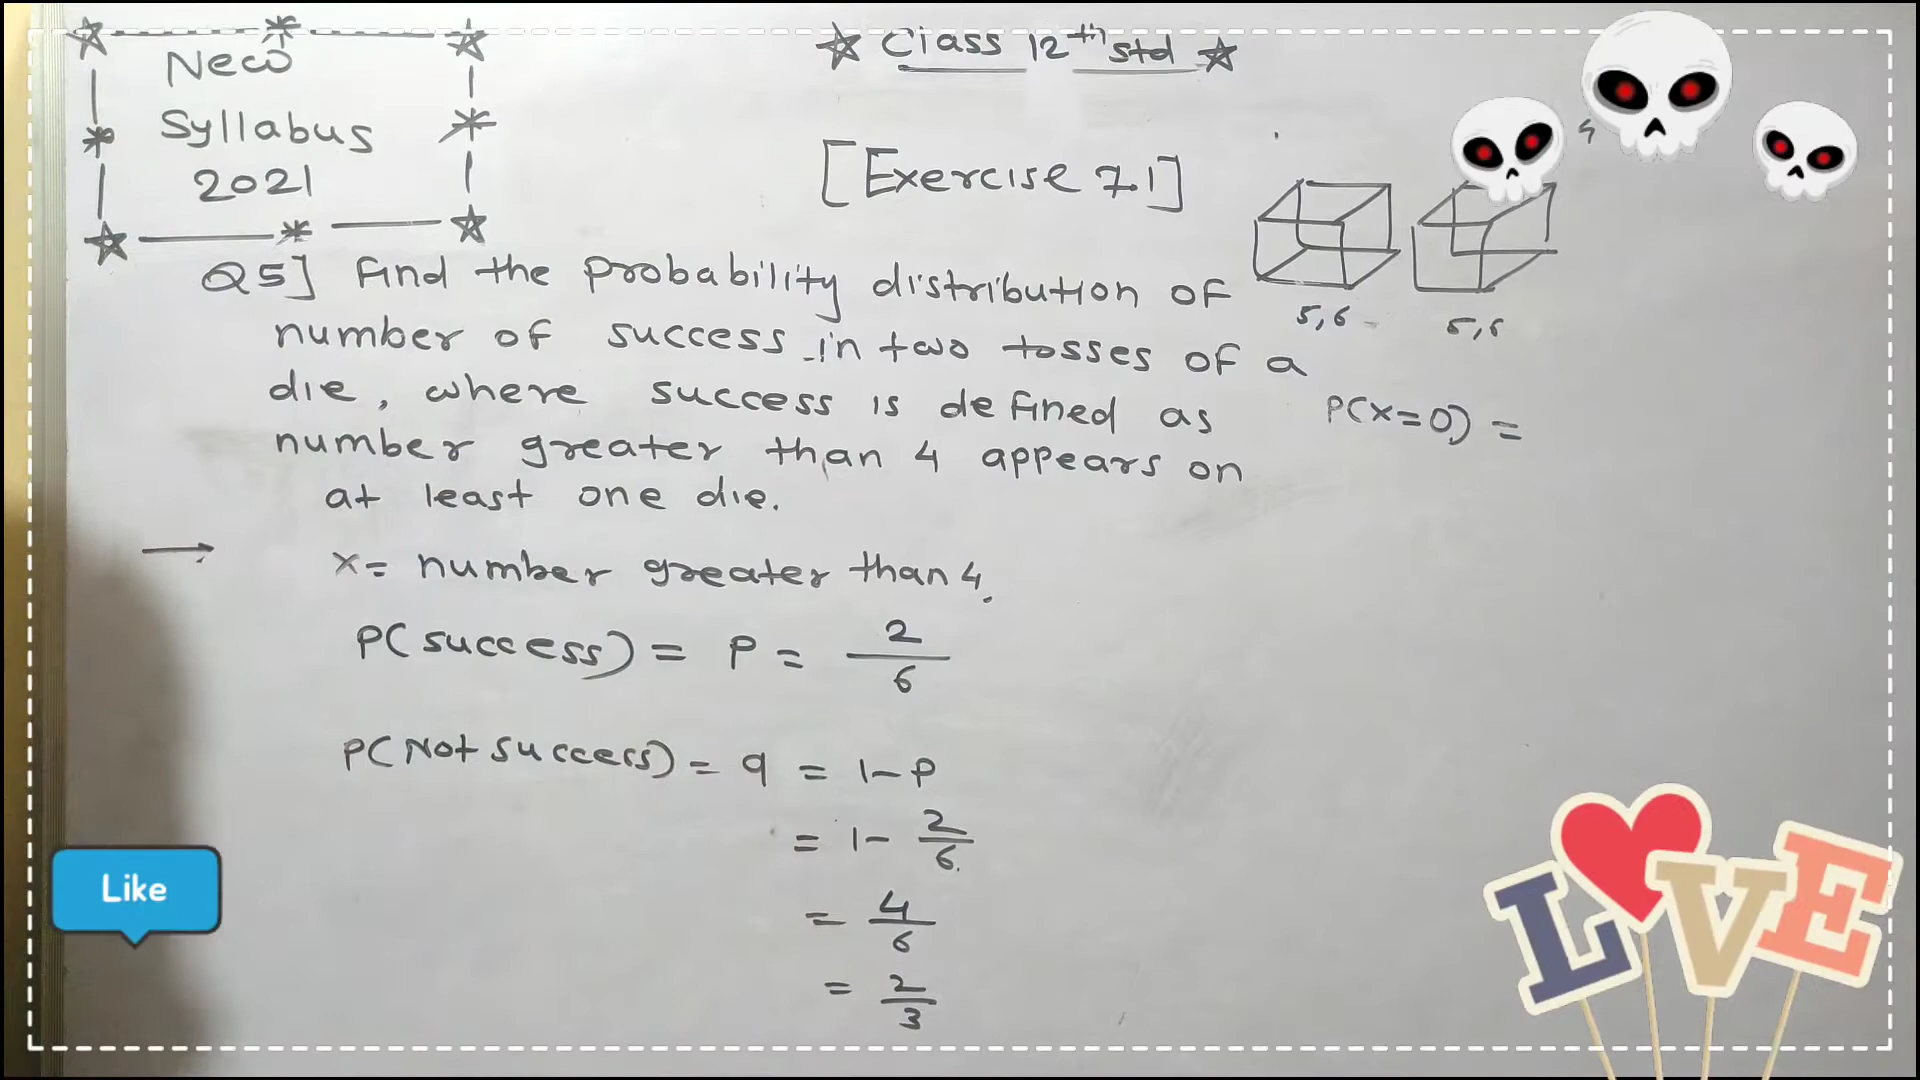 New
Syllabus
2021
Class 12th std
[Exercise 7.1]
Q5] Find the probability distribution of
number of success in two tosses of a
die, where success is defined as
number greater than 4 appears on
at least one die.
5,6
5,6
P(x=0) =
→ x= number greater than 4.
P(success) = P = 2/6
P(Not success) = q = 1-P
= 1 - 2/6
= 4/6
= 2/3
Like
LOVE